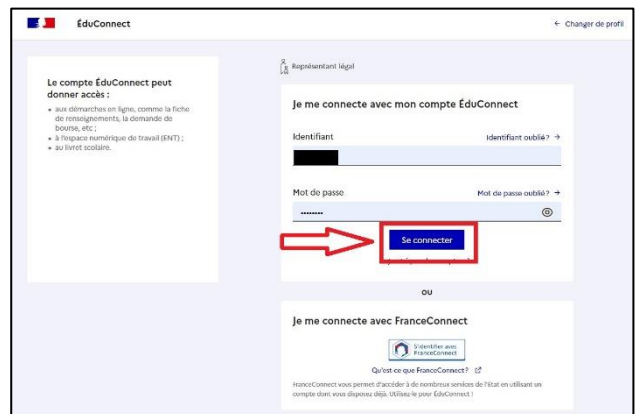 ÉduConnect
← Changer de profil
Le compte ÉduConnect peut
donner accès :
• aux démarches en ligne, comme la fiche
de renseignements, la demande de
bourse, etc ;
• à l'espace numérique de travail (ENT) ;
• au livret scolaire.
Représentant légal
Je me connecte avec mon compte ÉduConnect
Identifiant
Identifiant oublié? →
Mot de passe
Mot de passe oublié? →
••••••••
Se connecter
ou
Je me connecte avec FranceConnect
S'identifier avec
FranceConnect
Qu'est-ce que FranceConnect?
FranceConnect vous permet d'accéder à de nombreux services de l'État en utilisant un
compte dont vous disposez déjà. Utilisez-le pour ÉduConnect !